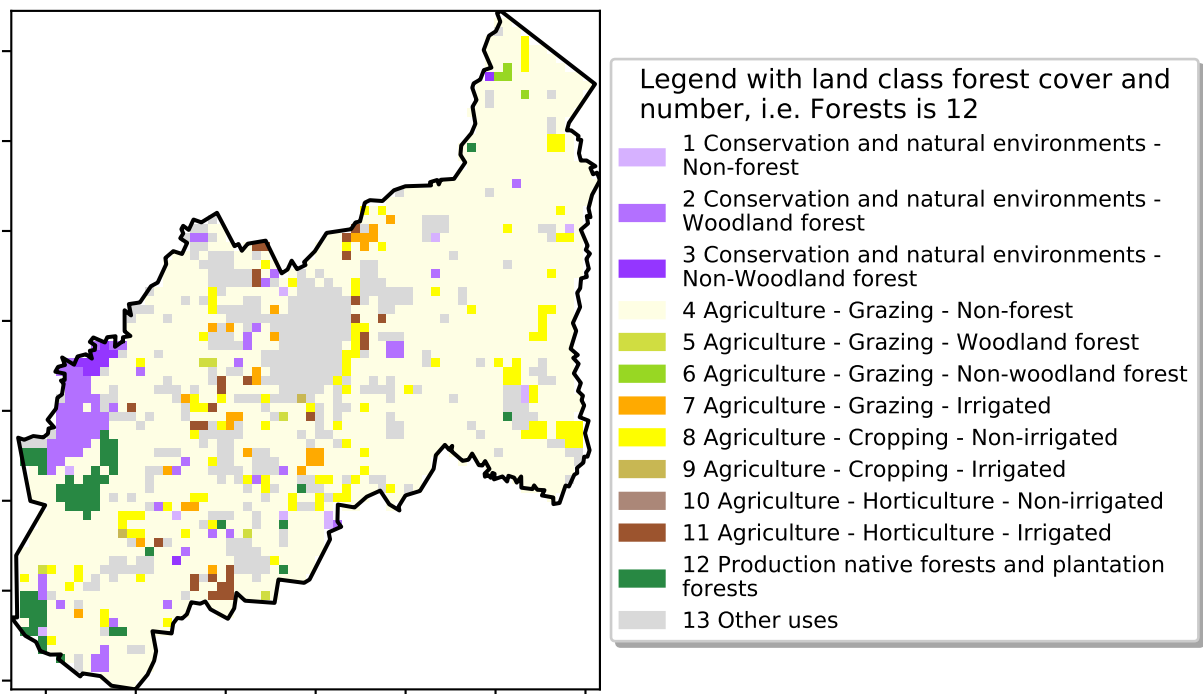 Legend with land class forest cover and
number, i.e. Forests is 12
1 Conservation and natural environments -
Non-forest
2 Conservation and natural environments -
Woodland forest
3 Conservation and natural environments -
Non-Woodland forest
4 Agriculture - Grazing - Non-forest
5 Agriculture - Grazing - Woodland forest
6 Agriculture - Grazing - Non-woodland forest
7 Agriculture - Grazing - Irrigated
8 Agriculture - Cropping - Non-irrigated
9 Agriculture - Cropping - Irrigated
10 Agriculture - Horticulture - Non-irrigated
11 Agriculture - Horticulture - Irrigated
12 Production native forests and plantation
forests
13 Other uses